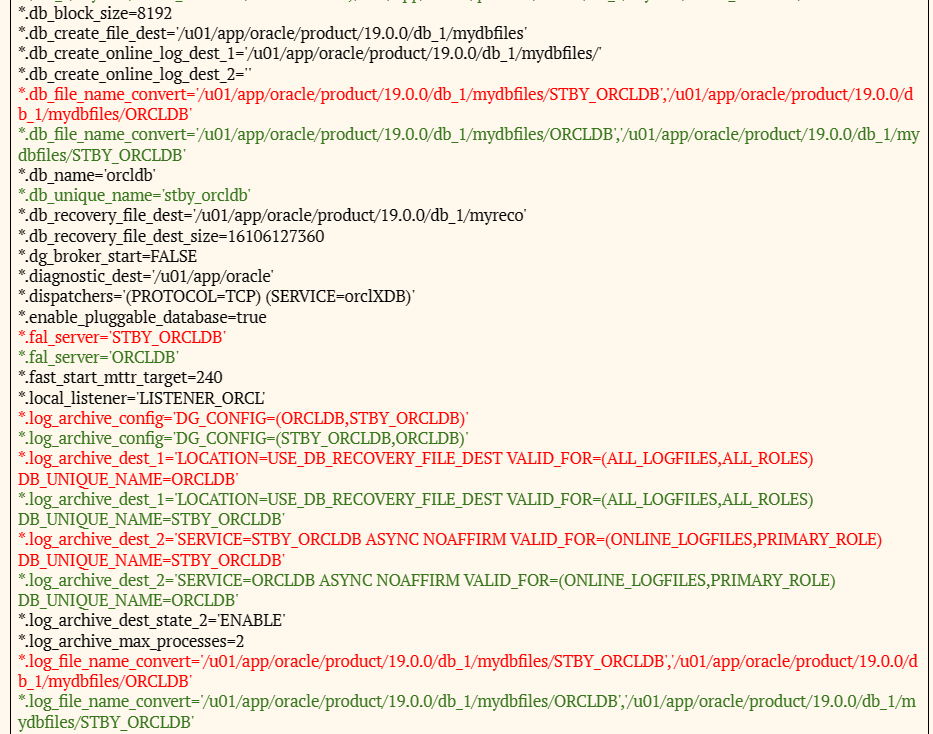 *.db_block_size=8192
*.db_create_file_dest='/u01/app/oracle/product/19.0.0/db_1/mydbfiles'
*.db_create_online_log_dest_1='/u01/app/oracle/product/19.0.0/db_1/mydbfiles/'
*.db_create_online_log_dest_2=''
*.db_file_name_convert='/u01/app/oracle/product/19.0.0/db_1/mydbfiles/STBY_ORCLDB','/u01/app/oracle/product/19.0.0/d
b_1/mydbfiles/ORCLDB'
*.db_file_name_convert='/u01/app/oracle/product/19.0.0/db_1/mydbfiles/ORCLDB','/u01/app/oracle/product/19.0.0/db_1/my
dbfiles/STBY_ORCLDB'
*.db_name='orcldb'
*.db_unique_name='stby_orcldb'
*.db_recovery_file_dest='/u01/app/oracle/product/19.0.0/db_1/myreco'
*.db_recovery_file_dest_size=16106127360
*.dg_broker_start=FALSE
*.diagnostic_dest='/u01/app/oracle'
*.dispatchers='(PROTOCOL=TCP) (SERVICE=orclXDB)'
*.enable_pluggable_database=true
*.fal_server='STBY_ORCLDB'
*.fal_server='ORCLDB'
*.fast_start_mttr_target=240
*.local_listener='LISTENER_ORCL'
*.log_archive_config='DG_CONFIG=(ORCLDB,STBY_ORCLDB)'
*.log_archive_config='DG_CONFIG=(STBY_ORCLDB,ORCLDB)'
*.log_archive_dest_1='LOCATION=USE_DB_RECOVERY_FILE_DEST VALID_FOR=(ALL_LOGFILES,ALL_ROLES)
DB_UNIQUE_NAME=ORCLDB'
*.log_archive_dest_1='LOCATION=USE_DB_RECOVERY_FILE_DEST VALID_FOR=(ALL_LOGFILES,ALL_ROLES)
DB_UNIQUE_NAME=STBY_ORCLDB'
*.log_archive_dest_2='SERVICE=STBY_ORCLDB ASYNC NOAFFIRM VALID_FOR=(ONLINE_LOGFILES,PRIMARY_ROLE)
DB_UNIQUE_NAME=STBY_ORCLDB'
*.log_archive_dest_2='SERVICE=ORCLDB ASYNC NOAFFIRM VALID_FOR=(ONLINE_LOGFILES,PRIMARY_ROLE)
DB_UNIQUE_NAME=ORCLDB'
*.log_archive_dest_state_2='ENABLE'
*.log_archive_max_processes=2
*.log_file_name_convert='/u01/app/oracle/product/19.0.0/db_1/mydbfiles/STBY_ORCLDB','/u01/app/oracle/product/19.0.0/d
b_1/mydbfiles/ORCLDB'
*.log_file_name_convert='/u01/app/oracle/product/19.0.0/db_1/mydbfiles/ORCLDB','/u01/app/oracle/product/19.0.0/db_1/m
ydbfiles/STBY_ORCLDB'